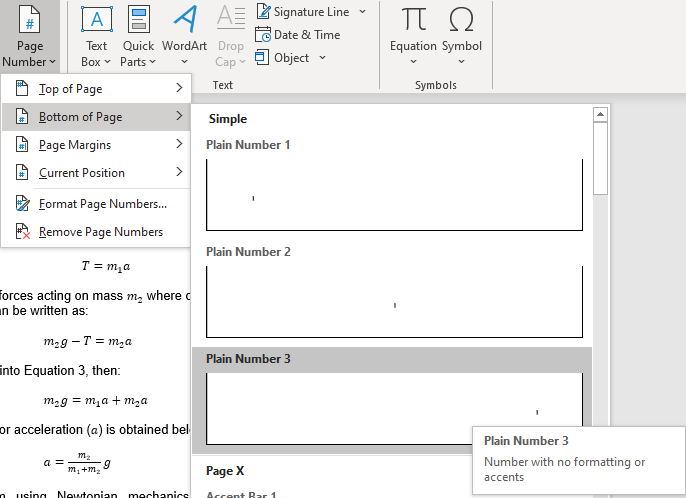 Page Number
Text Box
Quick Parts
WordArt
Drop Cap
Signature Line
Date & Time
Object
Equation
Symbol
Text
Symbols
Top of Page
Bottom of Page
Page Margins
Current Position
Format Page Numbers...
Remove Page Numbers
Simple
Plain Number 1
Plain Number 2
Plain Number 3
Page X
Accent Bar 1
Plain Number 3
Number with no formatting or
accents
T = m₁a
forces acting on mass m₂ where
an be written as:
m₂g − T = m₂a
into Equation 3, then:
m₂g = m₁a + m₂a
or acceleration (a) is obtained
a = m₂/(m₁+m₂) g
using Newtonian mechanics